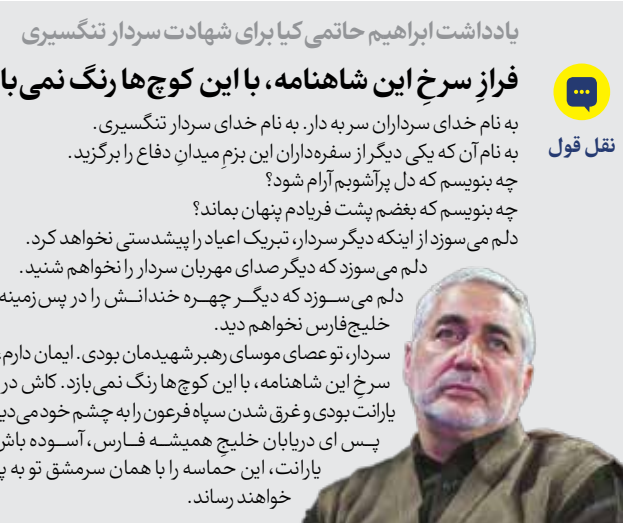 یادداشت ابراهیم حاتمی‌کیا برای شهادت سردار تنگسیری
فرازِ سرخِ این شاهنامه، با این کوچ‌ها رنگ نمی‌با
نقل قول
به نام خدای سرداران سر به دار. به نام خدای سردار تنگسیری.
به نام آن که یکی دیگر از سفره‌داران این بزمِ میدانِ دفاع را برگزید.
چه بنویسم که دل پرآشوبم آرام شود؟
چه بنویسم که بغضم پشت فریادم پنهان بماند؟
دلم می‌سوزد از اینکه دیگر سردار، تبریک اعیاد را پیشدستی نخواهد کرد.
دلم می‌سوزد که دیگر صدای مهربان سردار را نخواهم شنید.
دلم می‌سوزد که دیگر چهره خندانش را در پس‌زمینه
خلیج‌فارس نخواهم دید.
سردار، تو عصای موسای رهبر شهیدمان بودی. ایمان دارم،
سرخِ این شاهنامه، با این کوچ‌ها رنگ نمی‌بازد. کاش در
یارانت بودی و غرق شدن سپاه فرعون را به چشم خود می‌دی
پس ای دریابان خلیجِ همیشه فارس، آسوده باش
یارانت، این حماسه را با همان سرمشق تو به پ
خواهند رساند.